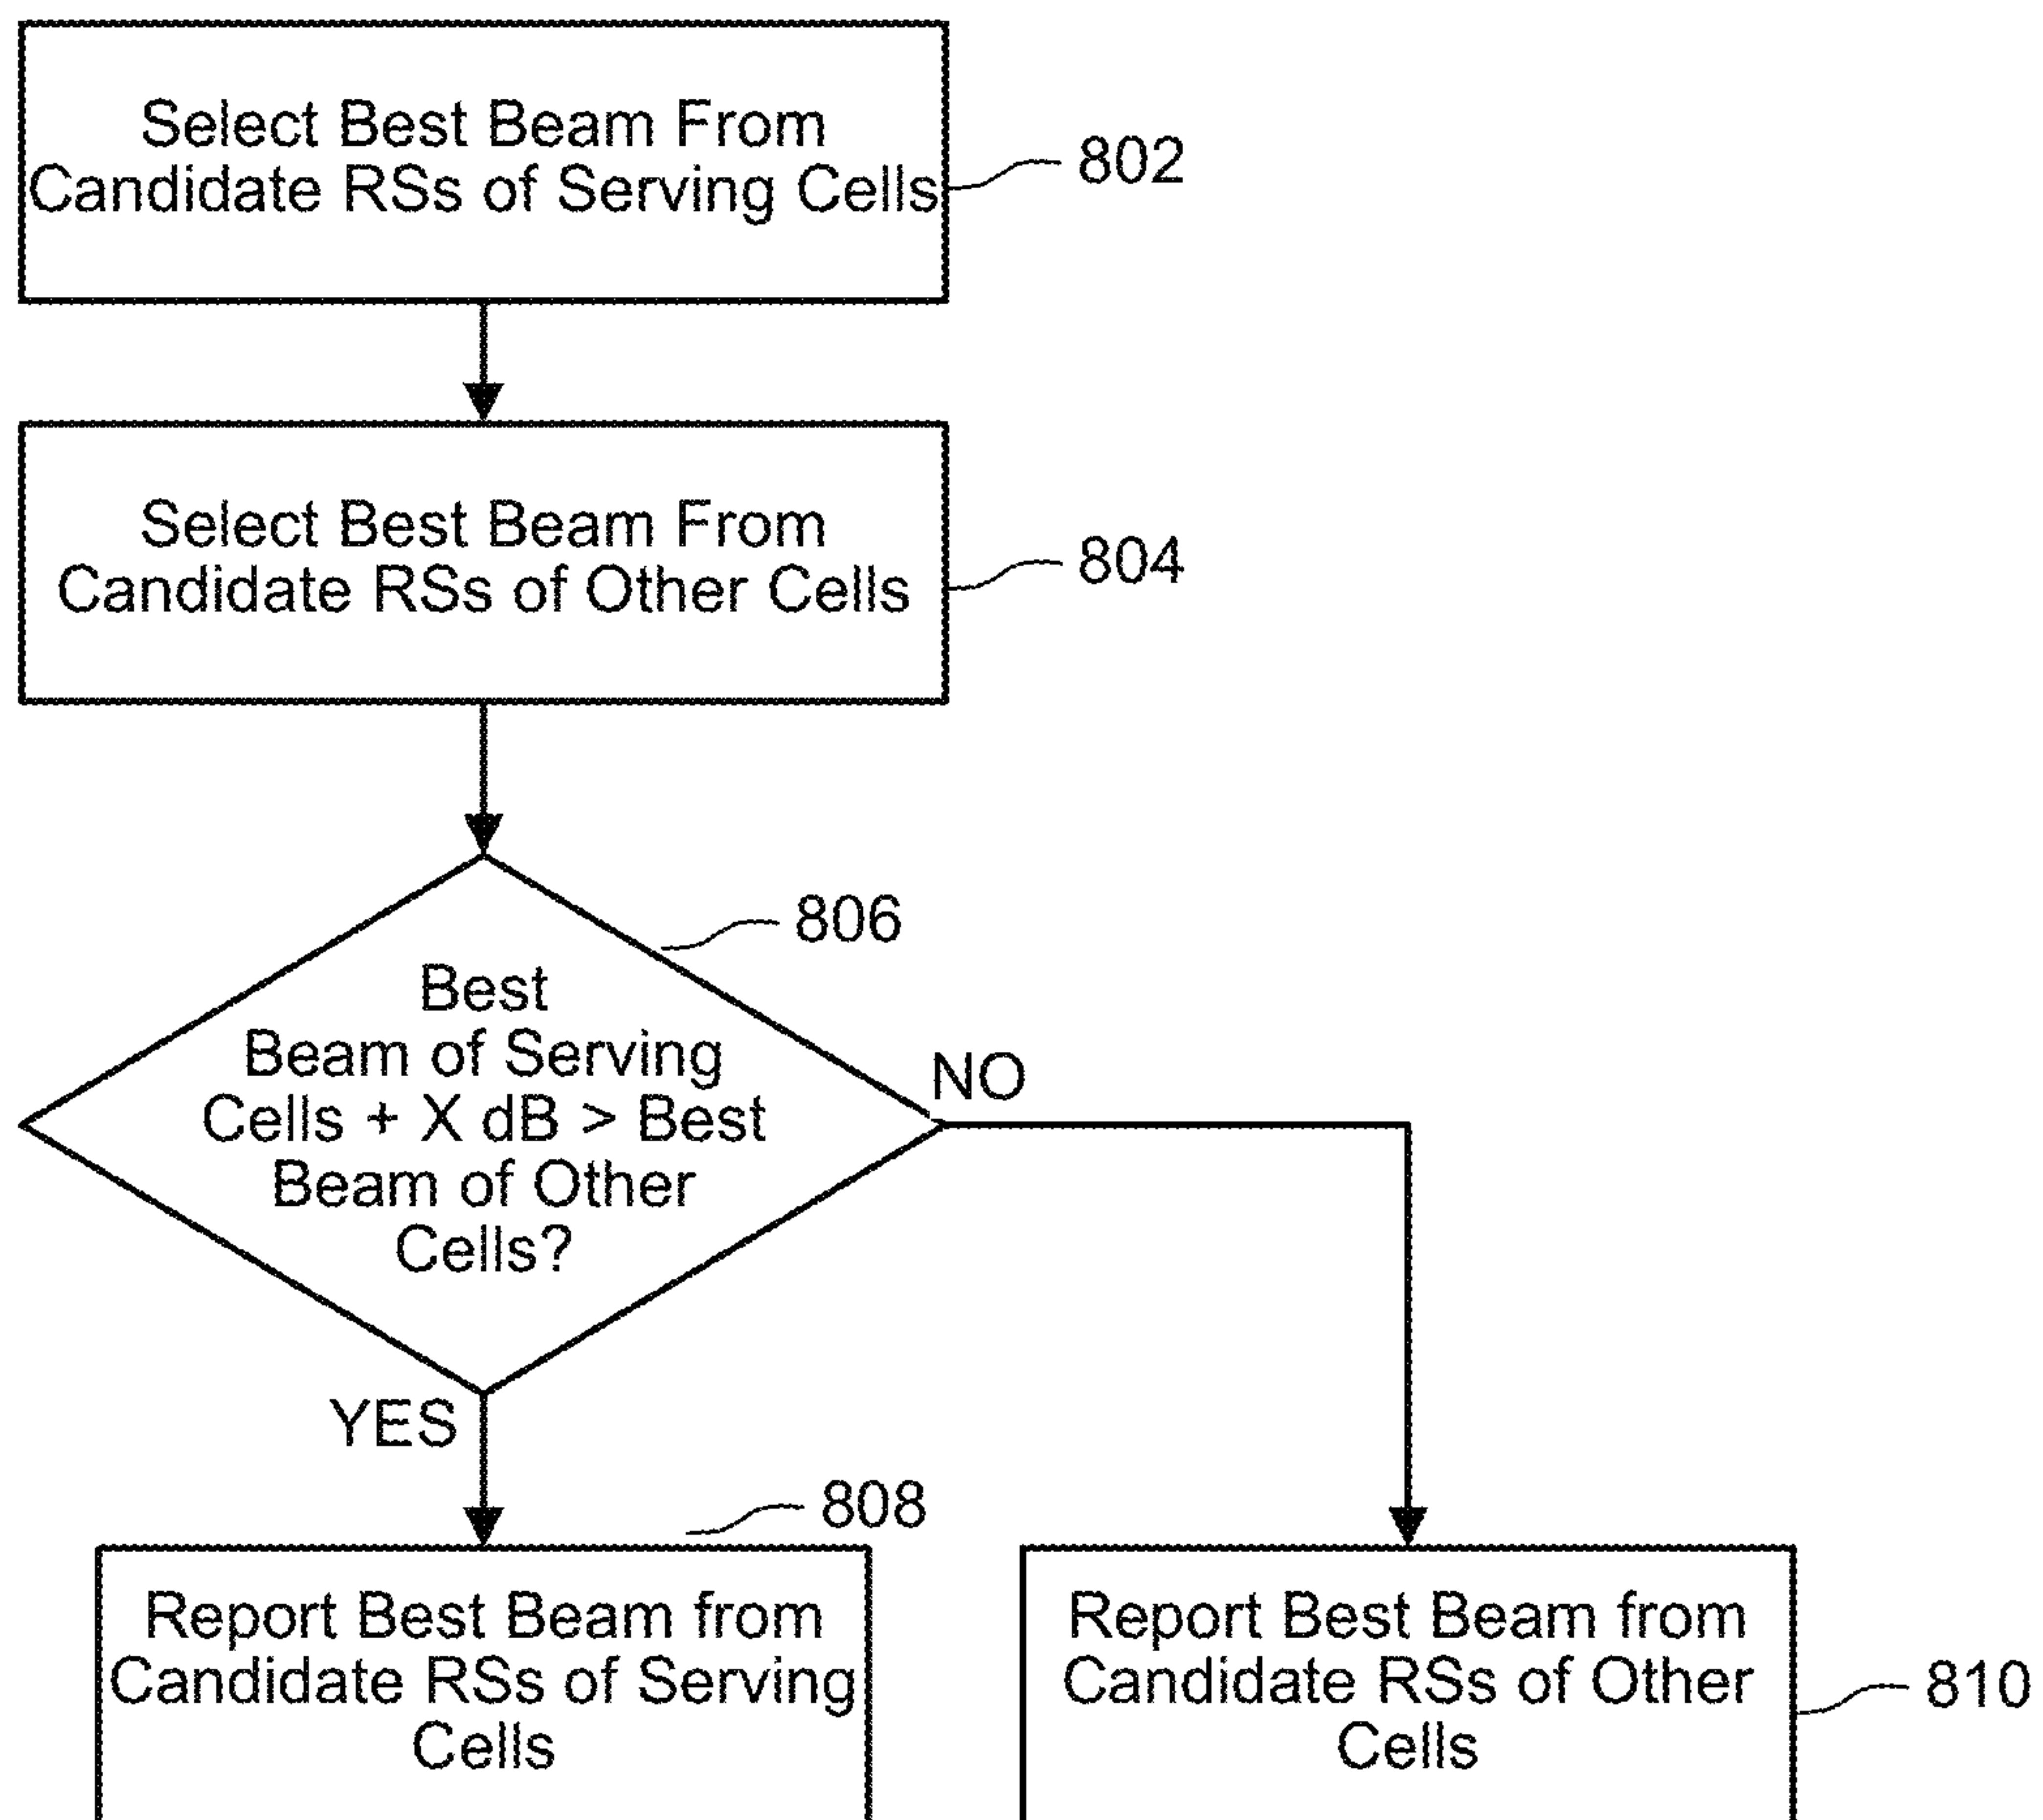 Select Best Beam From
Candidate RSs of Serving Cells
802
Select Best Beam From
Candidate RSs of Other Cells
804
806
Best
Beam of Serving
Cells + X dB > Best
Beam of Other
Cells?
NO
YES
808
Report Best Beam from
Candidate RSs of Serving
Cells
Report Best Beam from
Candidate RSs of Other
Cells
810